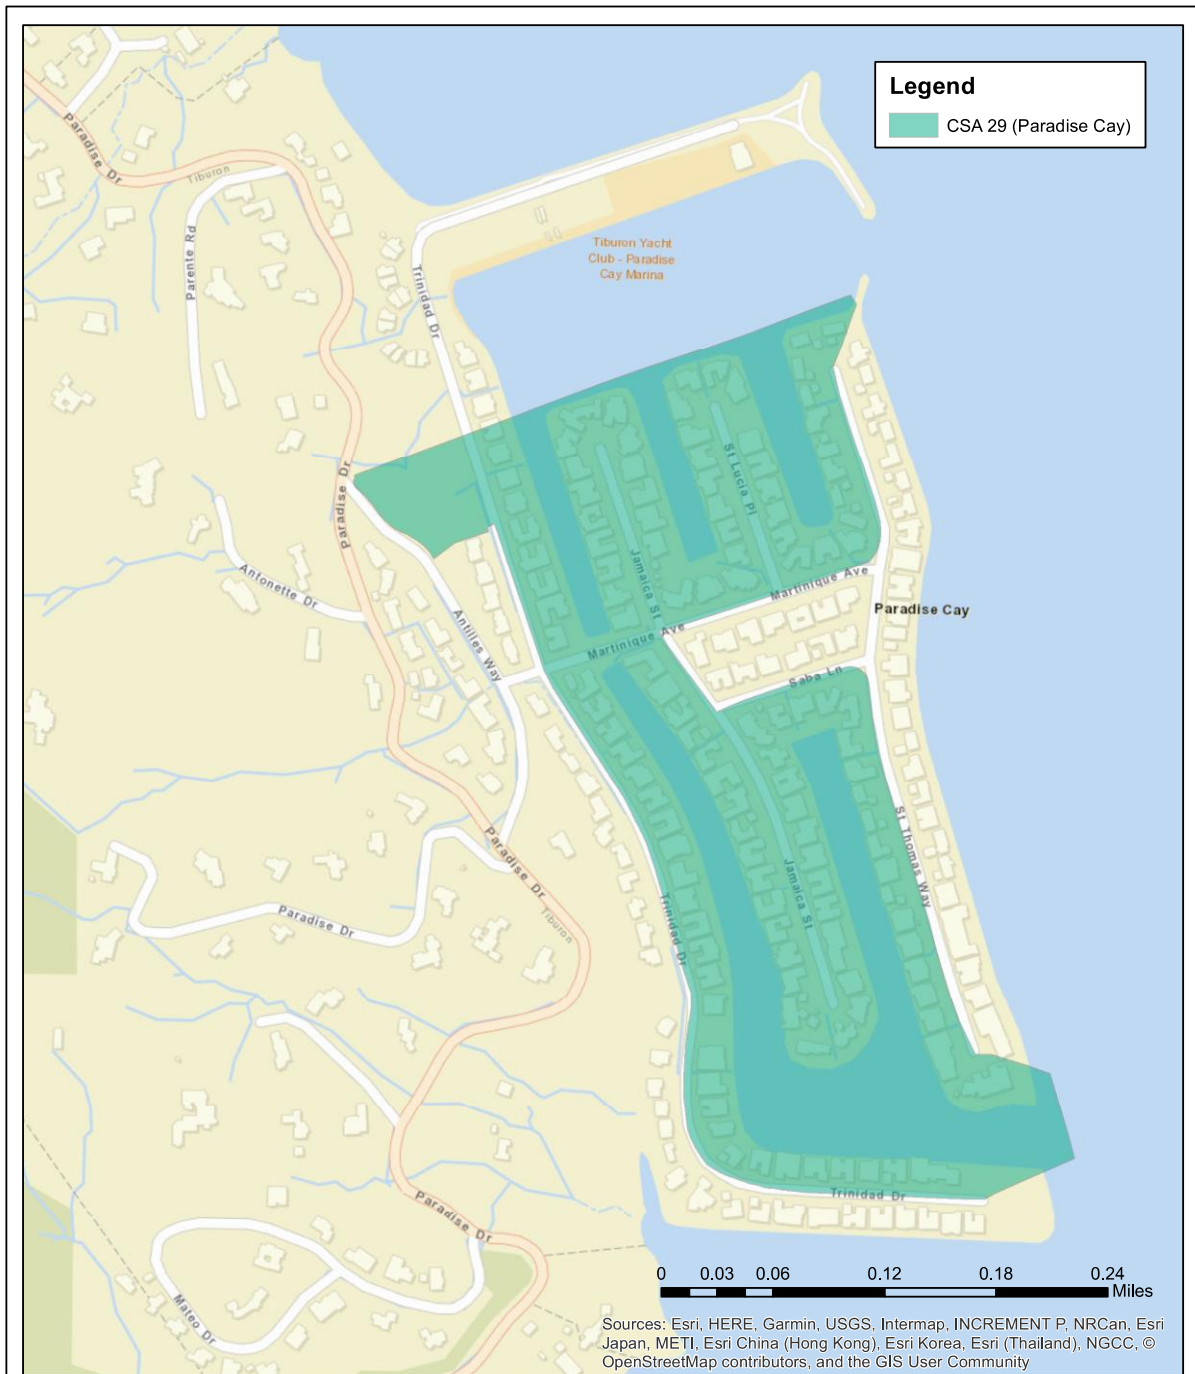 Legend
CSA 29 (Paradise Cay)
Paradise Dr
Tiburon
Parente Rd
Trinidad Dr
Tiburon Yacht
Club - Paradise
Cay Marina
St Lucia Pl
Paradise Dr
Jamaica St
Martinique Ave
Antonette Dr
Antilles Way
Martinique Ave
Paradise Cay
Saba Ln
St Thomas Way
Paradise Dr
Jamaica St
Trinidad Dr
Paradise Dr
Tiburon
Trinidad Dr
Paradise Dr
Mateo Dr
0 0.03 0.06 0.12 0.18 0.24
Miles
Sources: Esri, HERE, Garmin, USGS, Intermap, INCREMENT P, NRCan, Esri
Japan, METI, Esri China (Hong Kong), Esri Korea, Esri (Thailand), NGCC, ©
OpenStreetMap contributors, and the GIS User Community